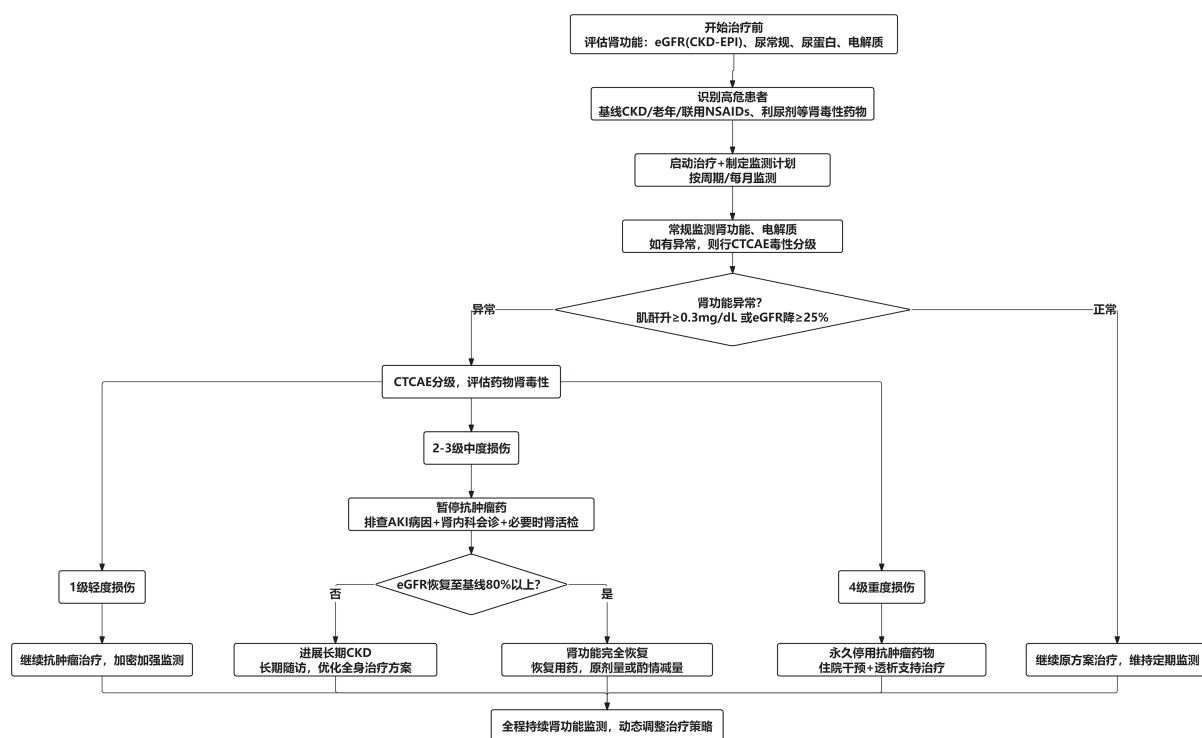 开始治疗前
评估肾功能：eGFR(CKD-EPI)、尿常规、尿蛋白、电解质
识别高危患者
基线CKD/老年/联用NSAIDs、利尿剂等肾毒性药物
启动治疗+制定监测计划
按周期/每月监测
常规监测肾功能、电解质
如有异常，则行CTCAE毒性分级
肾功能异常？
肌酐升≥0.3mg/dL 或eGFR降≥25%
异常
正常
CTCAE分级，评估药物肾毒性
2-3级中度损伤
暂停抗肿瘤药
排查AKI病因+肾内科会诊+必要时肾活检
eGFR恢复至基线80%以上？
否
是
1级轻度损伤
4级重度损伤
继续抗肿瘤治疗，加密加强监测
进展长期CKD
长期随访，优化全身治疗方案
肾功能完全恢复
恢复用药，原剂量或酌情减量
永久停用抗肿瘤药物
住院干预+透析支持治疗
继续原方案治疗，维持定期监测
全程持续肾功能监测，动态调整治疗策略